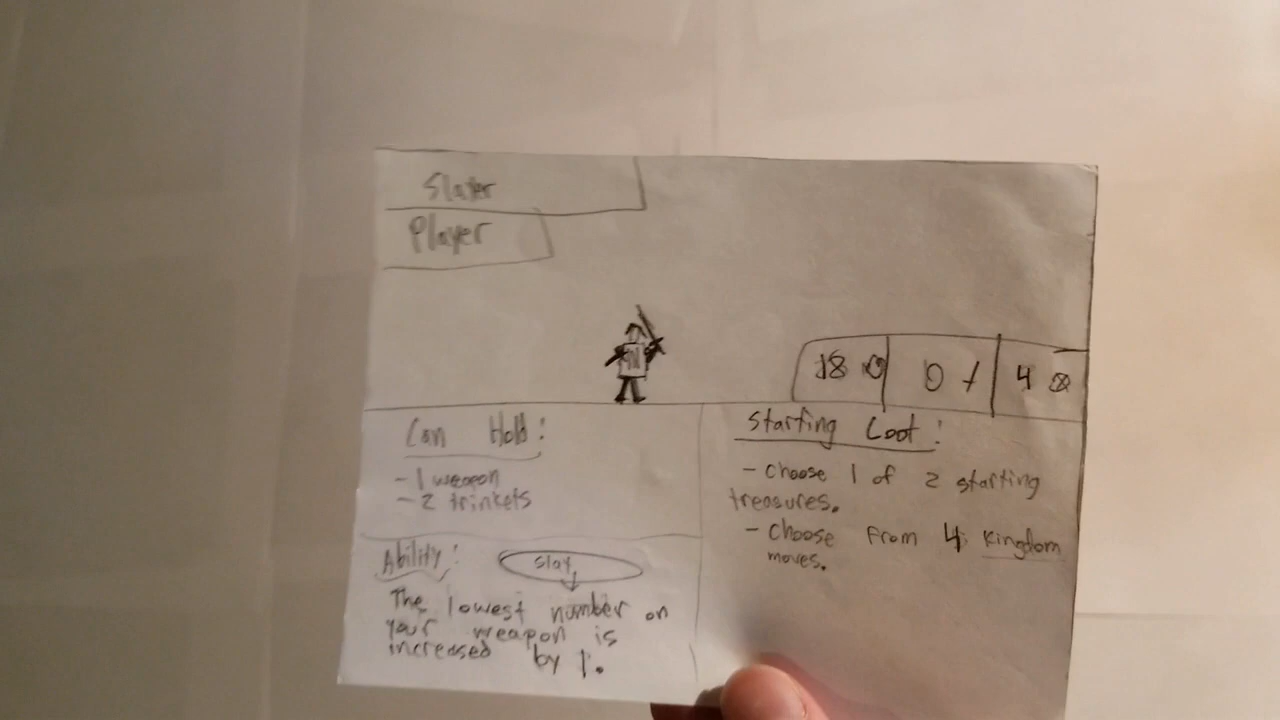 Slayer
Player
18 0 / 4
Can Hold:
- 1 weapon
- 2 trinkets
Ability: Slay
The lowest number on
your weapon is
increased by 1.
Starting Loot:
- Choose 1 of 2 starting
treasures.
- Choose from 4 Kingdom
moves.